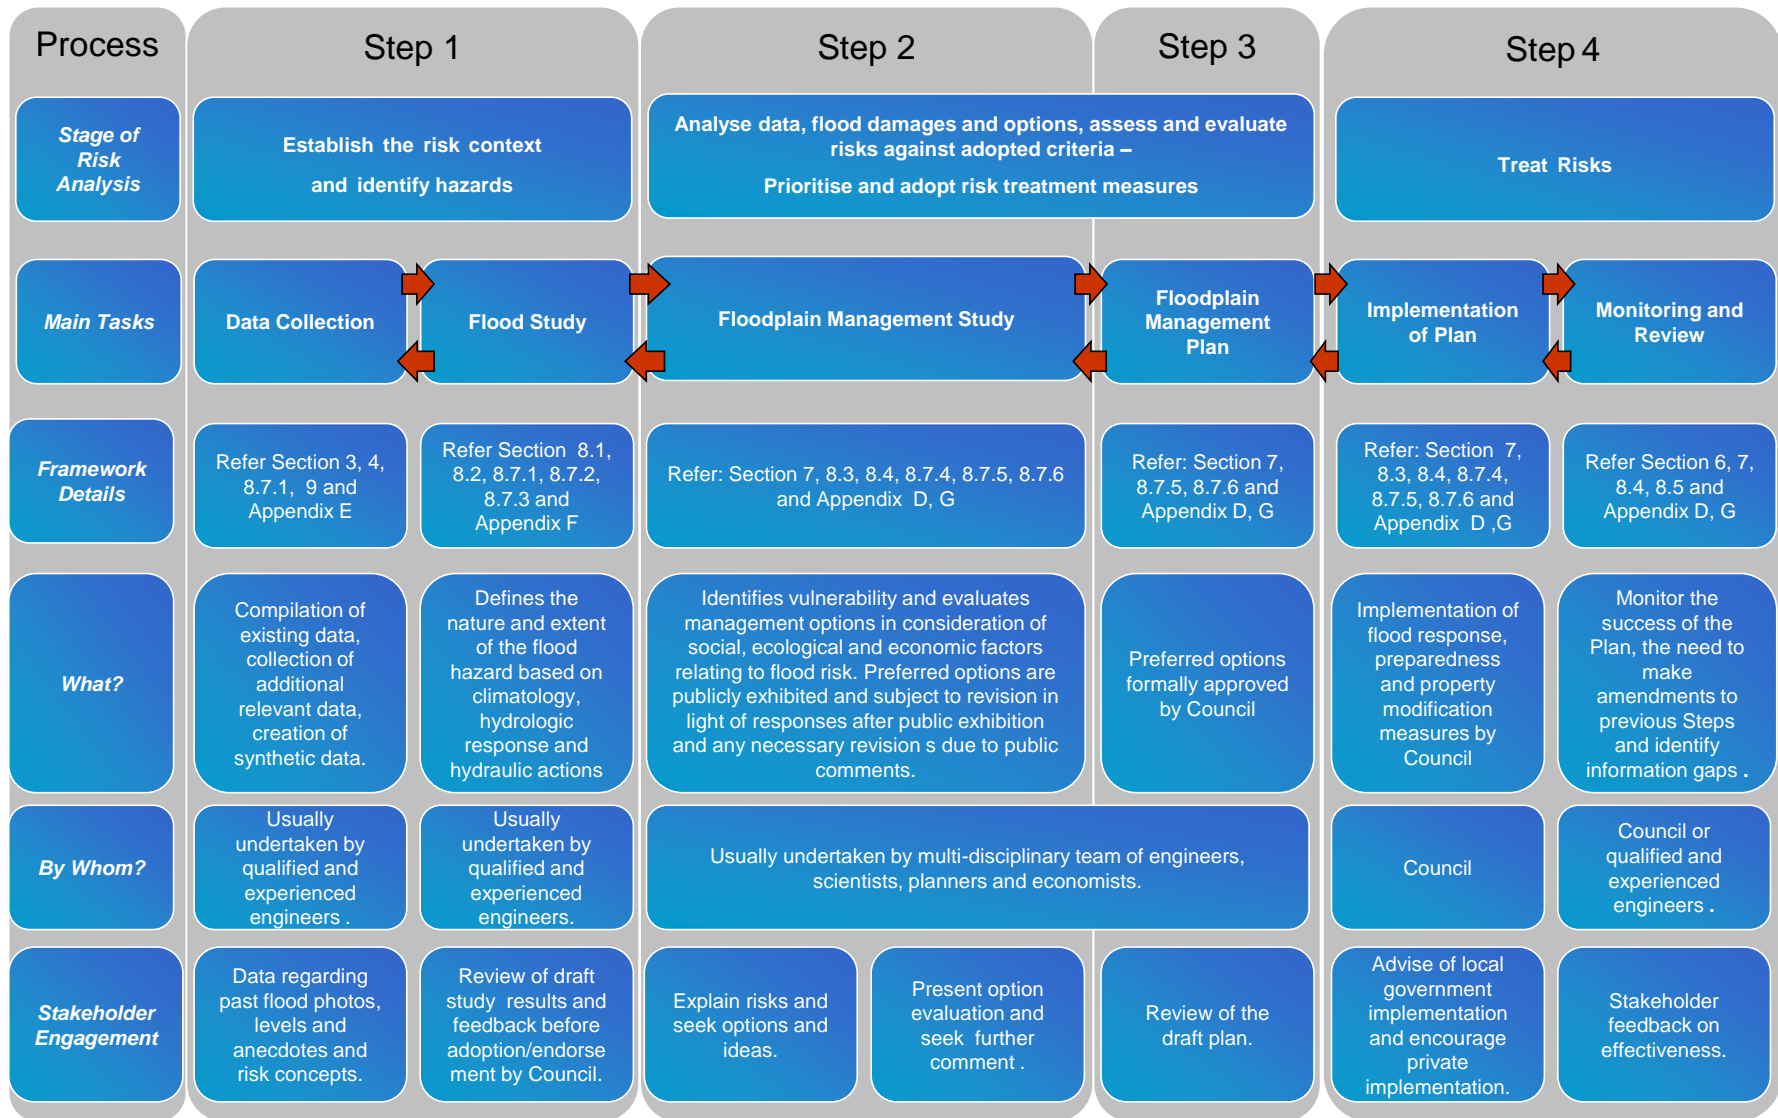 Process
Step 1
Step 2
Step 3
Step 4
Stage of
Risk
Analysis
Establish the risk context
and identify hazards
Analyse data, flood damages and options, assess and evaluate
risks against adopted criteria –
Prioritise and adopt risk treatment measures
Treat Risks
Main Tasks
Data Collection
Flood Study
Floodplain Management Study
Floodplain
Management
Plan
Implementation
of Plan
Monitoring and
Review
Framework
Details
Refer Section 3, 4,
8.7.1, 9 and
Appendix E
Refer Section 8.1,
8.2, 8.7.1, 8.7.2,
8.7.3 and
Appendix F
Refer: Section 7, 8.3, 8.4, 8.7.4, 8.7.5, 8.7.6
and Appendix D, G
Refer: Section 7,
8.7.5, 8.7.6 and
Appendix D, G
Refer: Section 7,
8.3, 8.4, 8.7.4,
8.7.5, 8.7.6 and
Appendix D ,G
Refer Section 6, 7,
8.4, 8.5 and
Appendix D, G
What?
Compilation of
existing data,
collection of
additional
relevant data,
creation of
synthetic data.
Defines the
nature and extent
of the flood
hazard based on
climatology,
hydrologic
response and
hydraulic actions
Identifies vulnerability and evaluates
management options in consideration of
social, ecological and economic factors
relating to flood risk. Preferred options are
publicly exhibited and subject to revision in
light of responses after public exhibition
and any necessary revision s due to public
comments.
Preferred options
formally approved
by Council
Implementation of
flood response,
preparedness
and property
modification
measures by
Council
Monitor the
success of the
Plan, the need to
make
amendments to
previous Steps
and identify
information gaps .
By Whom?
Usually
undertaken by
qualified and
experienced
engineers .
Usually
undertaken by
qualified and
experienced
engineers.
Usually undertaken by multi-disciplinary team of engineers,
scientists, planners and economists.
Council
Council or
qualified and
experienced
engineers .
Stakeholder
Engagement
Data regarding
past flood photos,
levels and
anecdotes and
risk concepts.
Review of draft
study results and
feedback before
adoption/endorse
ment by Council.
Explain risks and
seek options and
ideas.
Present option
evaluation and
seek further
comment .
Review of the
draft plan.
Advise of local
government
implementation
and encourage
private
implementation.
Stakeholder
feedback on
effectiveness.